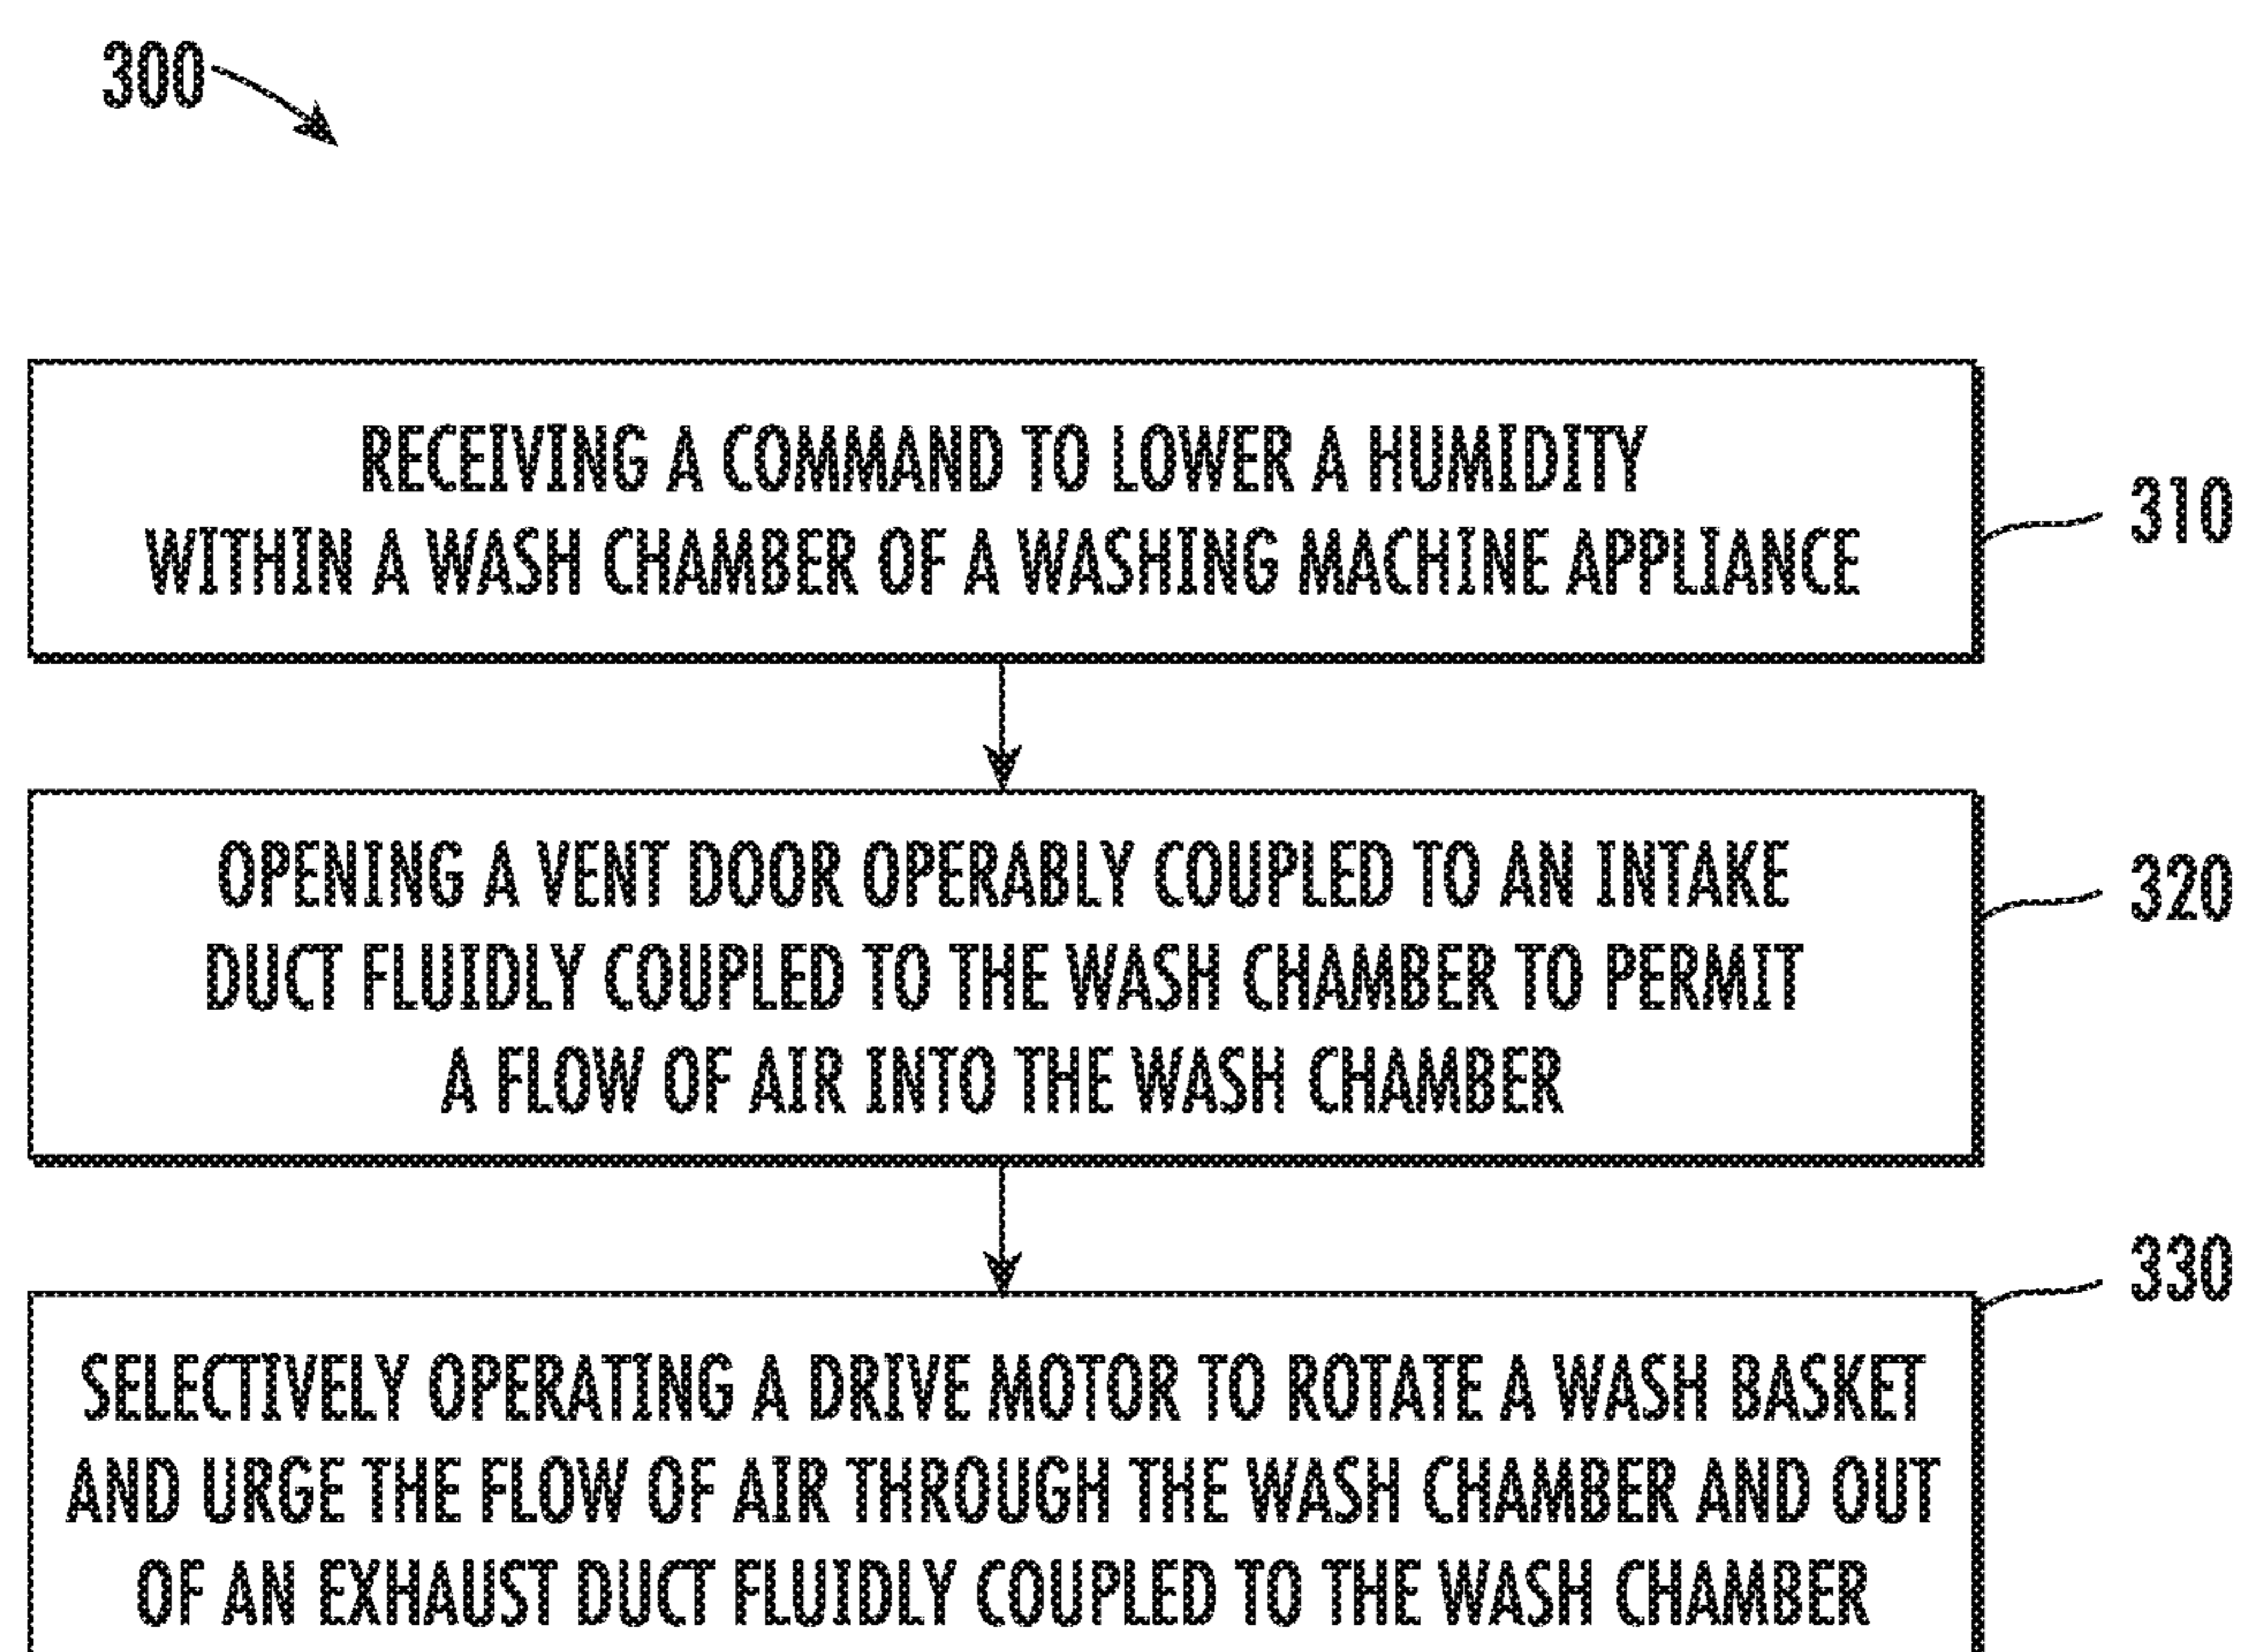 300
RECEIVING A COMMAND TO LOWER A HUMIDITY
WITHIN A WASH CHAMBER OF A WASHING MACHINE APPLIANCE
310
OPENING A VENT DOOR OPERABLY COUPLED TO AN INTAKE
DUCT FLUIDLY COUPLED TO THE WASH CHAMBER TO PERMIT
A FLOW OF AIR INTO THE WASH CHAMBER
320
SELECTIVELY OPERATING A DRIVE MOTOR TO ROTATE A WASH BASKET
AND URGE THE FLOW OF AIR THROUGH THE WASH CHAMBER AND OUT
OF AN EXHAUST DUCT FLUIDLY COUPLED TO THE WASH CHAMBER
330